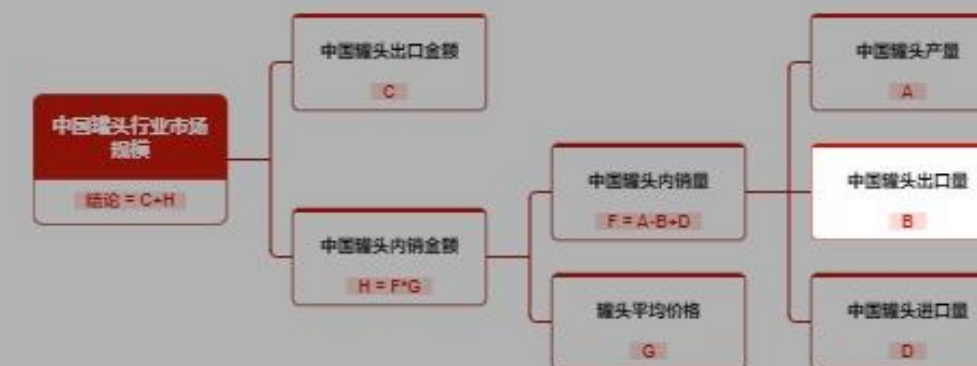 中国罐头行业市场
规模
结论 = C+H
中国罐头出口金额
C
中国罐头内销金额
H = F*G
中国罐头内销量
F = A-B+D
罐头平均价格
G
中国罐头产量
A
中国罐头出口量
B
中国罐头进口量
D